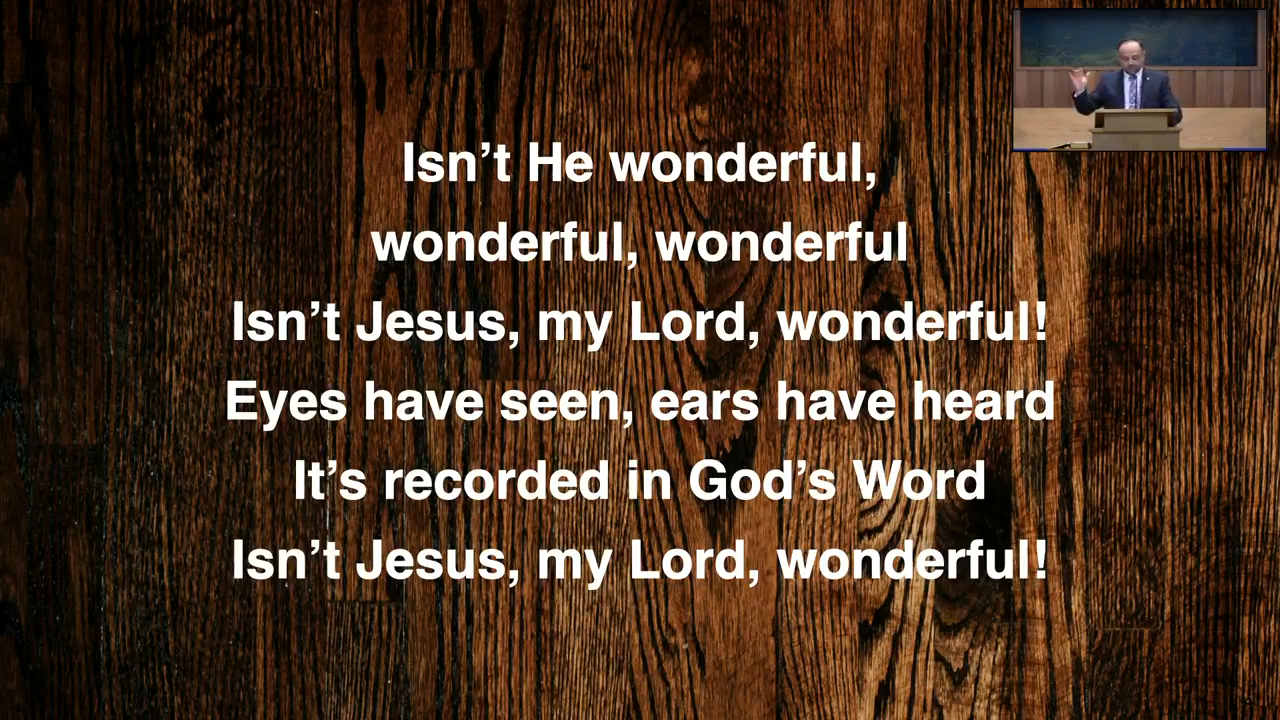 Isn’t He wonderful,
wonderful, wonderful
Isn’t Jesus, my Lord, wonderful!
Eyes have seen, ears have heard
It’s recorded in God’s Word
Isn’t Jesus, my Lord, wonderful!